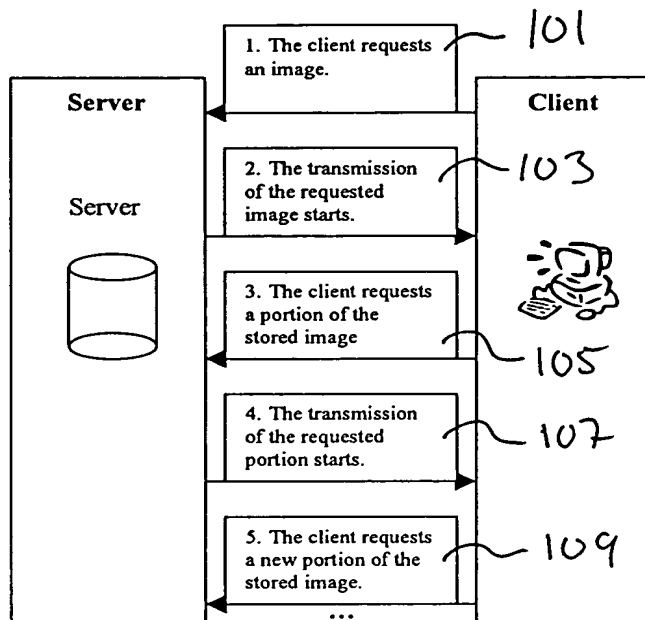 1. The client requests
an image.
101
Server
Client
2. The transmission
of the requested
image starts.
103
Server
3. The client requests
a portion of the
stored image
105
4. The transmission
of the requested
portion starts.
107
5. The client requests
a new portion of the
stored image.
109
...